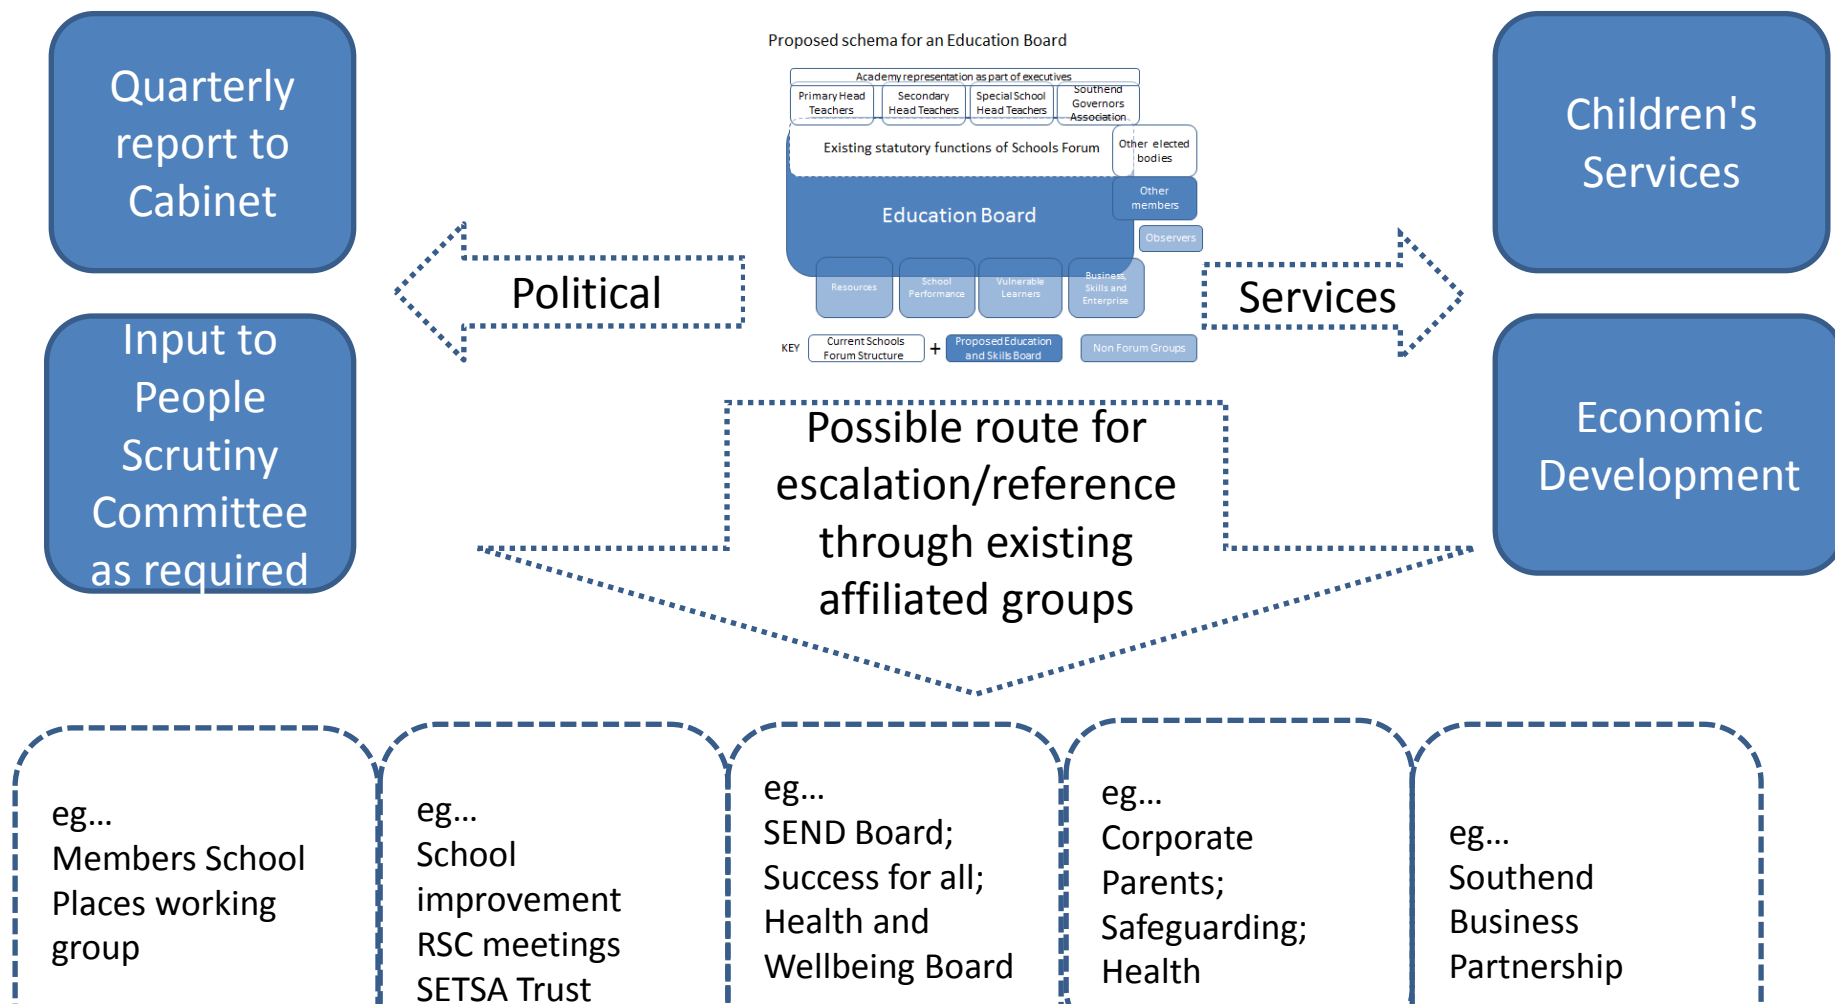 Quarterly
report to
Cabinet
Input to
People
Scrutiny
Committee
as required
Political
Proposed schema for an Education Board
Academy representation as part of executives
Primary Head
Teachers
Secondary
Head Teachers
Special School
Head Teachers
Southend
Governors
Association
Existing statutory functions of Schools Forum
Other elected
bodies
Education Board
Other
members
Observers
Resources
School
Performance
Vulnerable
Learners
Business,
Skills and
Enterprise
KEY
Current Schools
Forum Structure
+
Proposed Education
and Skills Board
Non Forum Groups
Services
Children's
Services
Economic
Development
Possible route for
escalation/reference
through existing
affiliated groups
eg...
Members School
Places working
group
eg...
School
improvement
RSC meetings
SETSA Trust
eg...
SEND Board;
Success for all;
Health and
Wellbeing Board
eg...
Corporate
Parents;
Safeguarding;
Health
eg...
Southend
Business
Partnership